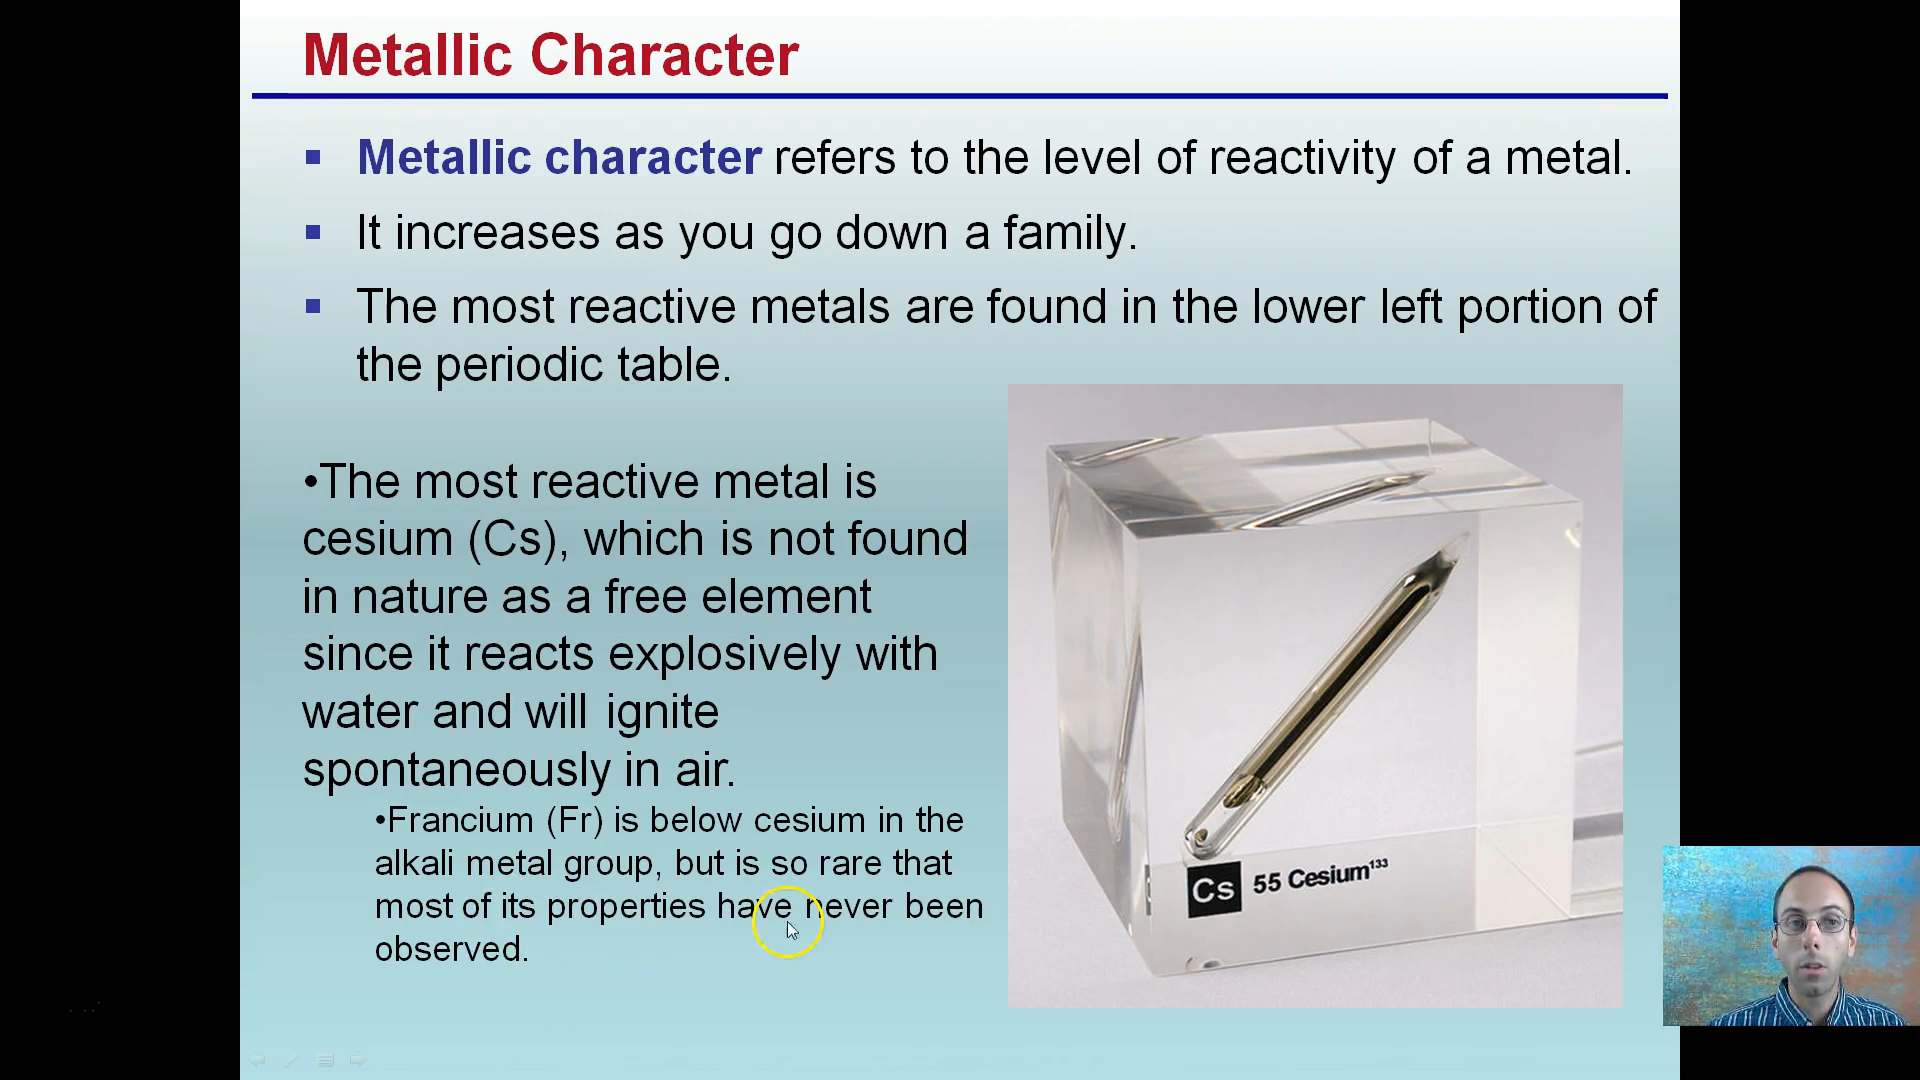 Metallic Character
▪ Metallic character refers to the level of reactivity of a metal.
▪ It increases as you go down a family.
▪ The most reactive metals are found in the lower left portion of
the periodic table.
•The most reactive metal is
cesium (Cs), which is not found
in nature as a free element
since it reacts explosively with
water and will ignite
spontaneously in air.
•Francium (Fr) is below cesium in the
alkali metal group, but is so rare that
most of its properties have never been
observed.
Cs 55 Cesium¹³³